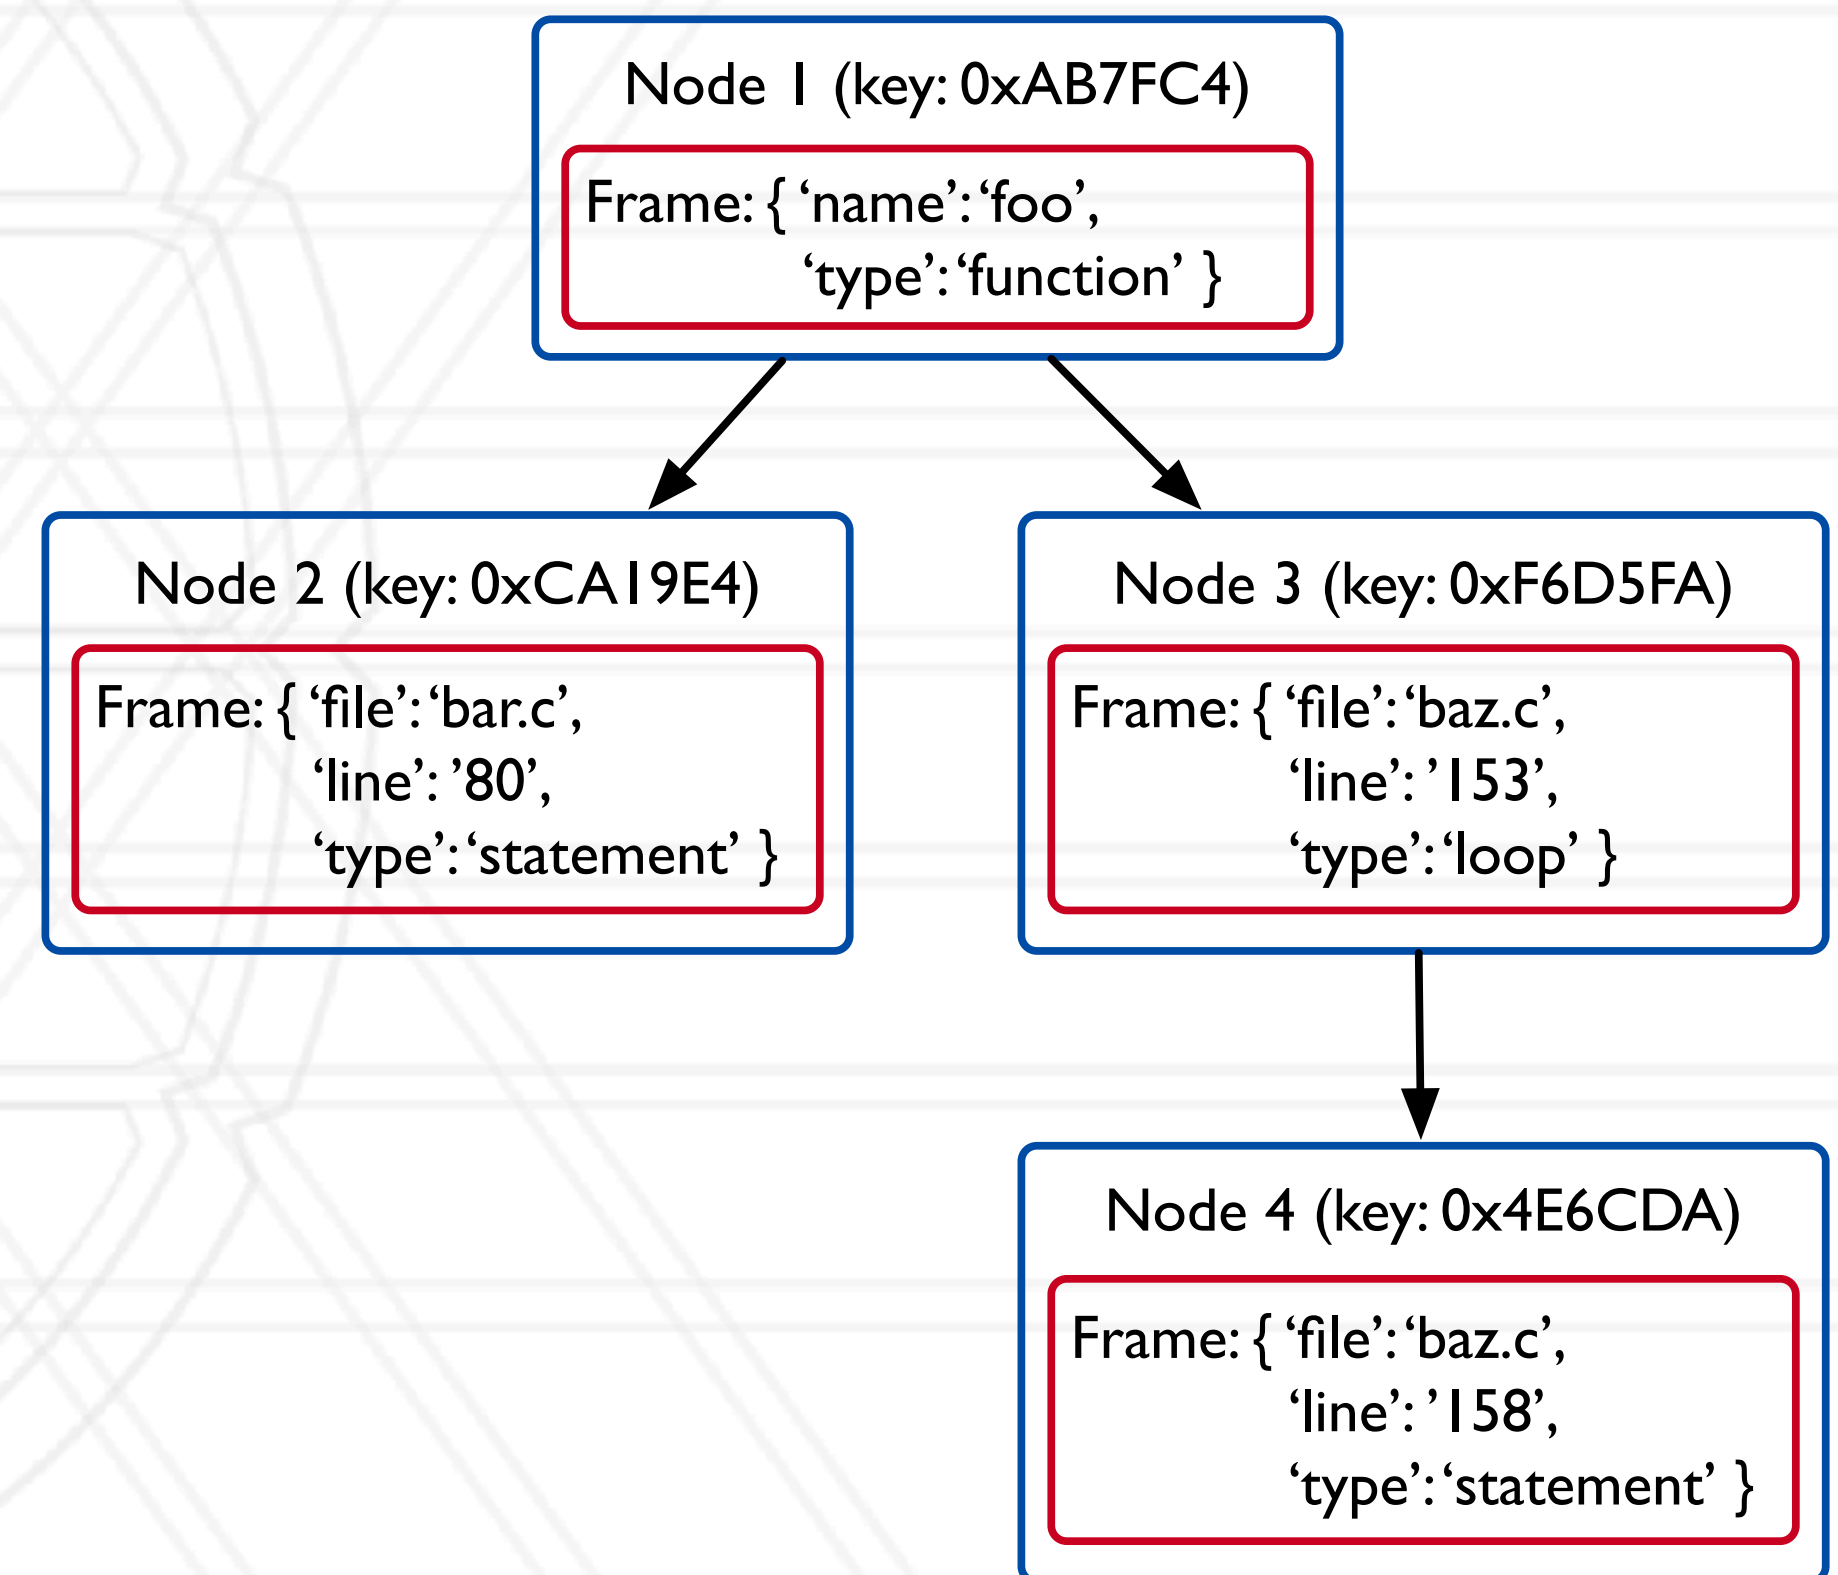 Node 1 (key: 0xAB7FC4)
Frame: { ‘name’: ‘foo’,
‘type’: ‘function’ }
Node 2 (key: 0xCA19E4)
Frame: { ‘file’: ‘bar.c’,
‘line’: ’80’,
‘type’: ‘statement’ }
Node 3 (key: 0xF6D5FA)
Frame: { ‘file’: ‘baz.c’,
‘line’: ’153’,
‘type’: ‘loop’ }
Node 4 (key: 0x4E6CDA)
Frame: { ‘file’: ‘baz.c’,
‘line’: ’158’,
‘type’: ‘statement’ }